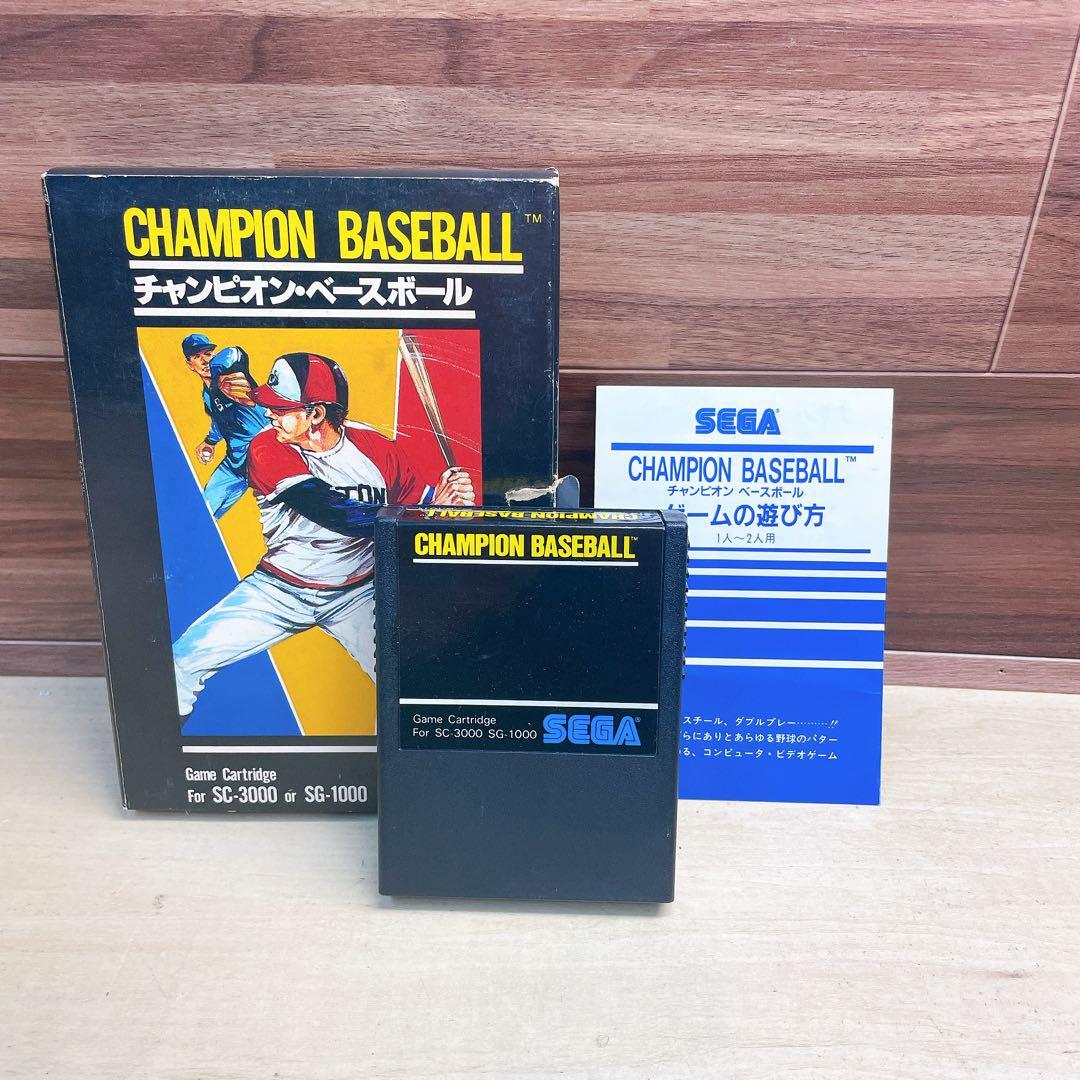 CHAMPION BASEBALL™
チャンピオン・ベースボール
TON
Game Cartridge
For SC-3000 or SG-1000
CHAMPION BASEBALL
CHAMPION BASEBALL™
Game Cartridge
For SC-3000 SG-1000
SEGA®
SEGA®
CHAMPION BASEBALL™
チャンピオン ベースボール
ゲームの遊び方
1人〜2人用
スチール、ダブルプレー………!!
らにありとあらゆる野球のパター
る、コンピュータ・ビデオゲーム